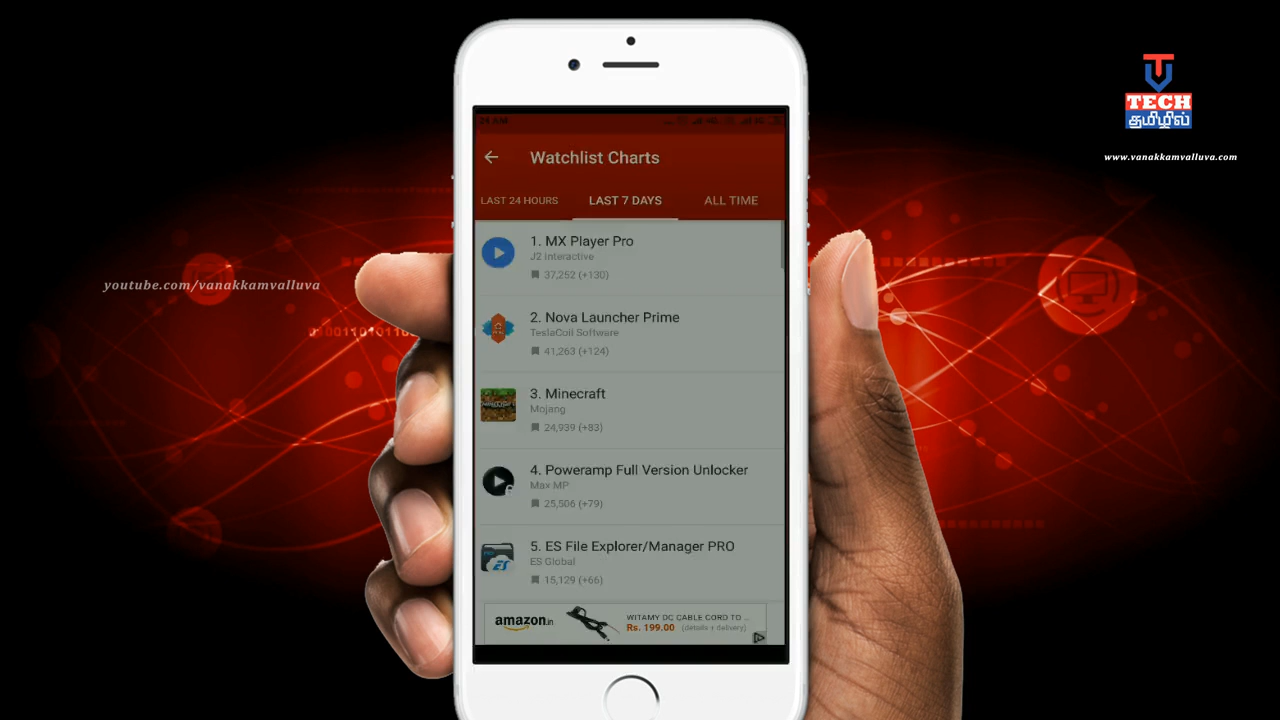 TECH
தமிழில்
www.vanakkamvalluva.com
youtube.com/vanakkamvalluva
Watchlist Charts
LAST 24 HOURS
LAST 7 DAYS
ALL TIME
1. MX Player Pro
J2 Interactive
37,252 (+130)
2. Nova Launcher Prime
TeslaCoil Software
41,263 (+124)
3. Minecraft
Mojang
24,939 (+83)
4. Poweramp Full Version Unlocker
Max MP
25,506 (+79)
5. ES File Explorer/Manager PRO
ES Global
15,129 (+66)
amazon.in
WITAMY DC CABLE CORD TO ...
Rs. 199.00 (details + delivery)